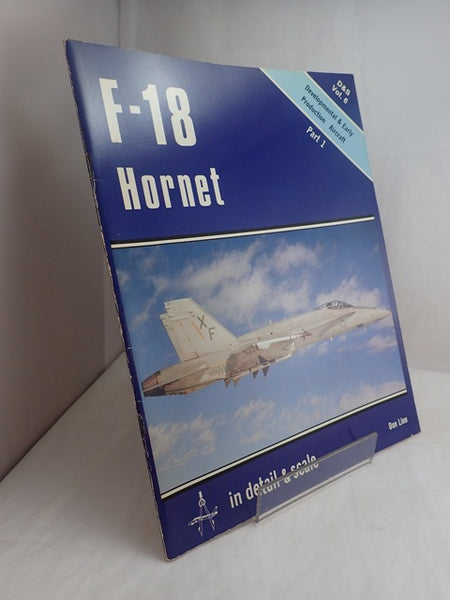 F-18
Hornet
D&S
Vol. 6
Developmental & Early
Production Aircraft
Part 1
XF
Don Linn
in detail & scale